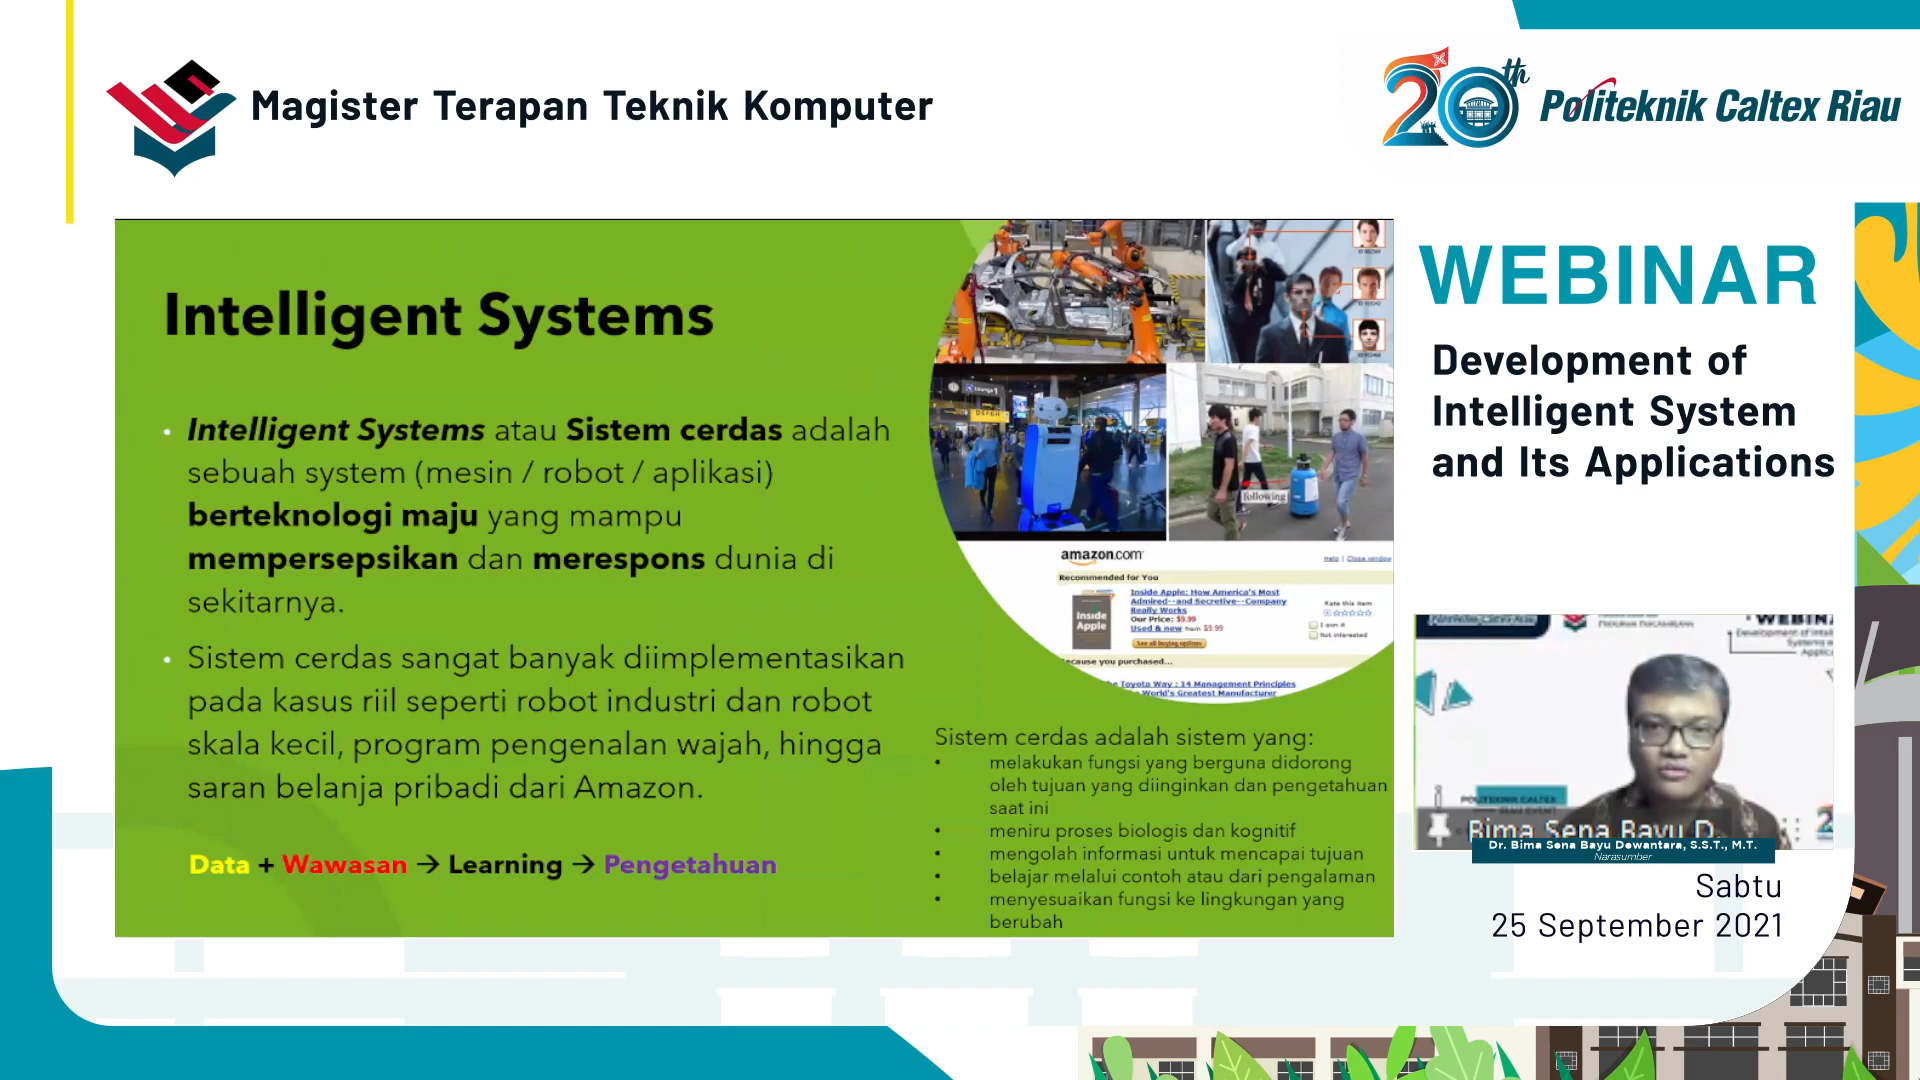 Magister Terapan Teknik Komputer
20th
Politeknik Caltex Riau
Intelligent Systems
• Intelligent Systems atau Sistem cerdas adalah
sebuah system (mesin / robot / aplikasi)
berteknologi maju yang mampu
mempersepsikan dan merespons dunia di
sekitarnya.
• Sistem cerdas sangat banyak diimplementasikan
pada kasus riil seperti robot industri dan robot
skala kecil, program pengenalan wajah, hingga
saran belanja pribadi dari Amazon.
Data + Wawasan → Learning → Pengetahuan
following
amazon.com
Help | Close window
Recommended for You
Inside Apple: How America's Most
Admired--and Secretive--Company
Really Works
Our Price: $9.99
Used & new from $9.99
See all buying options
Rate this item
I own it
Not interested
Inside
Apple
ecause you purchased...
he Toyota Way : 14 Management Principles
the World's Greatest Manufacturer
Sistem cerdas adalah sistem yang:
• melakukan fungsi yang berguna didorong
oleh tujuan yang diinginkan dan pengetahuan
saat ini
• meniru proses biologis dan kognitif
• mengolah informasi untuk mencapai tujuan
• belajar melalui contoh atau dari pengalaman
• menyesuaikan fungsi ke lingkungan yang
berubah
WEBINAR
Development of
Intelligent System
and Its Applications
POLITEKNIK CALTEX
Bima Sena Bayu D.
Dr. Bima Sena Bayu Dewantara, S.S.T., M.T.
Narasumber
Sabtu
25 September 2021